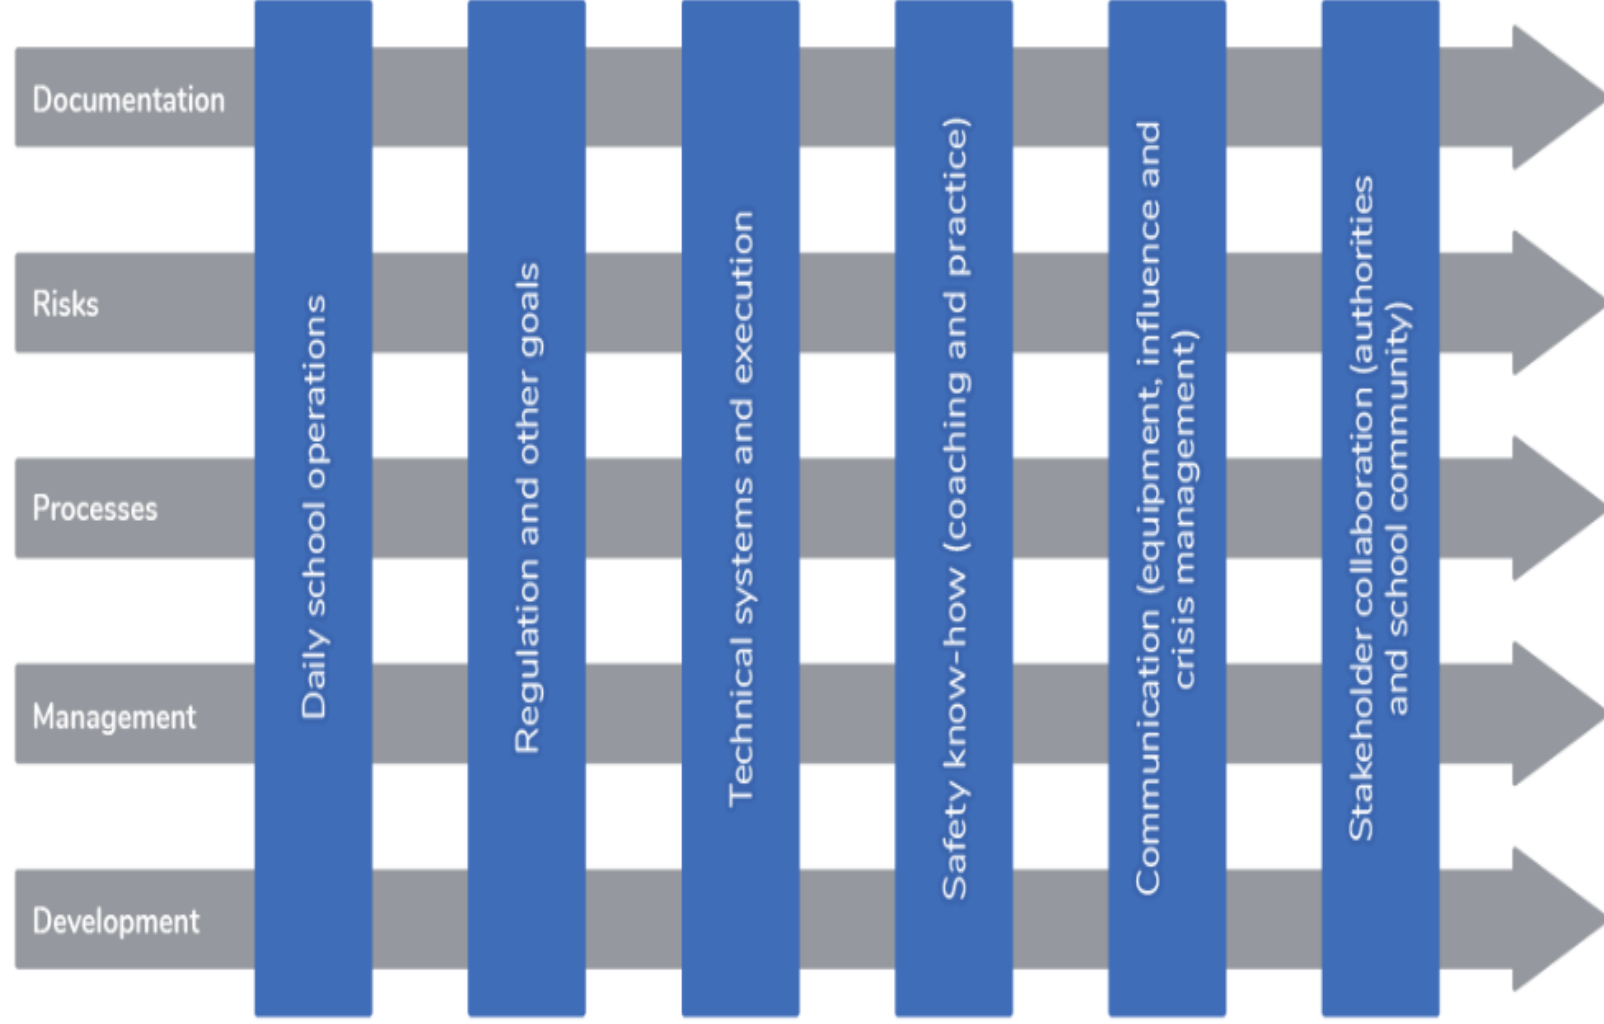 Documentation
Risks
Processes
Management
Development
Daily school operations
Regulation and other goals
Technical systems and execution
Safety know-how (coaching and practice)
Communication (equipment, influence and
crisis management)
Stakeholder collaboration (authorities
and school community)